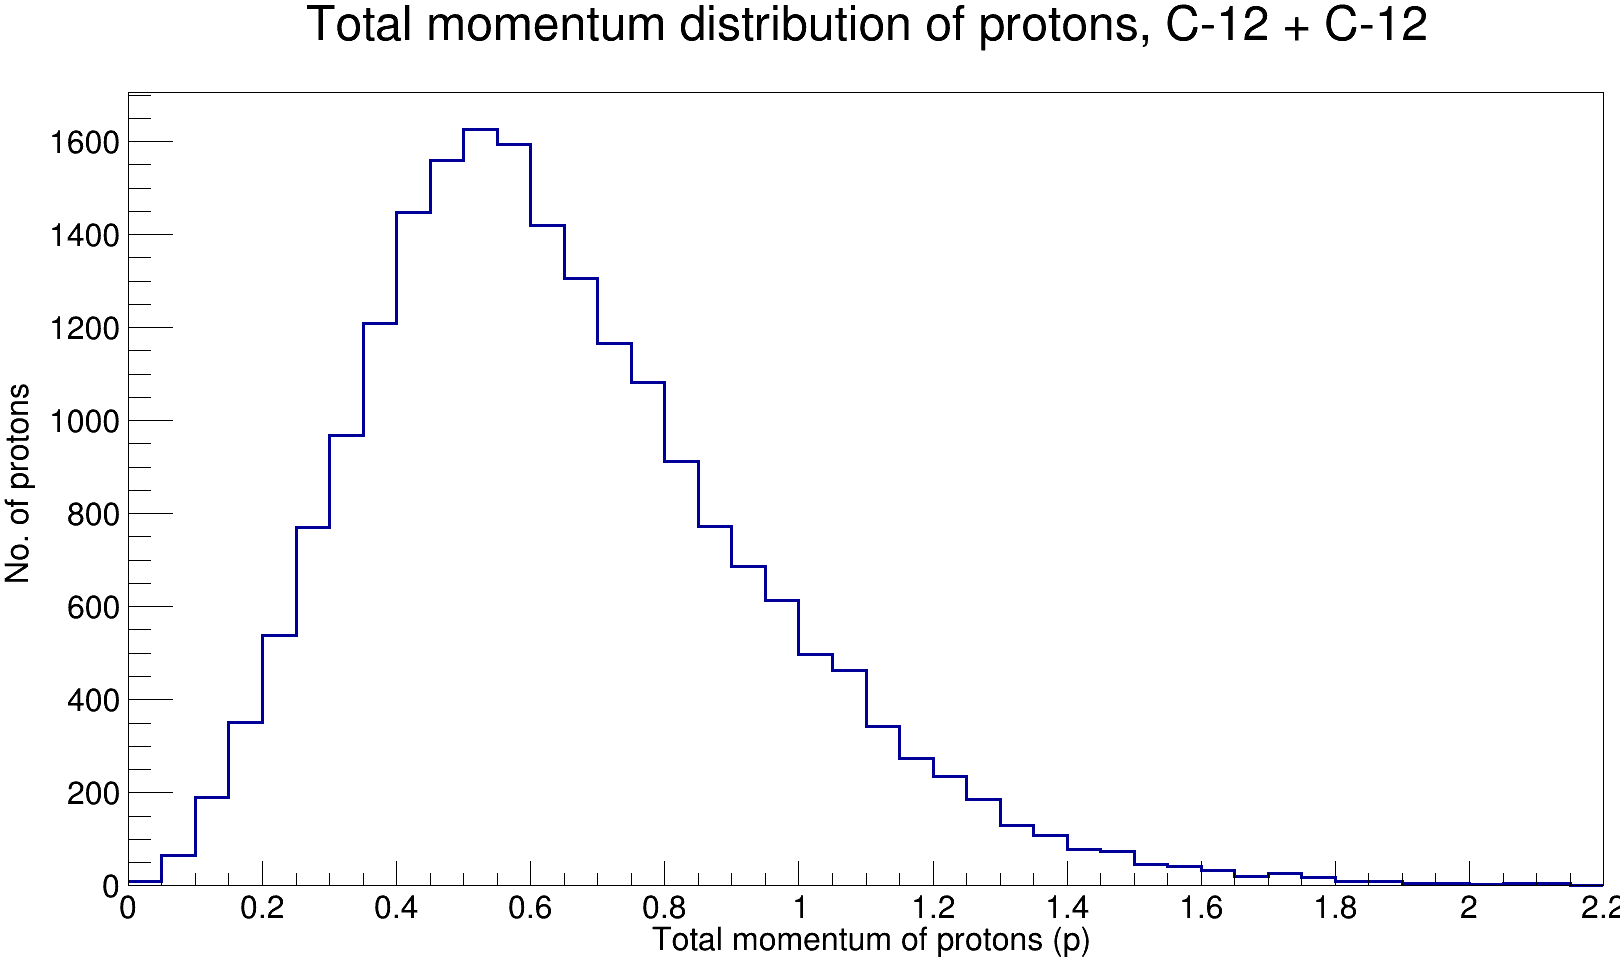 Total momentum distribution of protons, C-12 + C-12
No. of protons
1600
1400
1200
1000
800
600
400
200
0
0 0.2 0.4 0.6 0.8 1 1.2 1.4 1.6 1.8 2 2.2
Total momentum of protons (p)